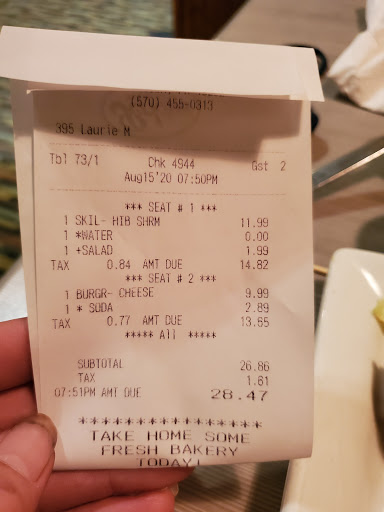 (570) 455-0313
395 Laurie M
Tbl 73/1 Chk 4944 Gst 2
Aug15'20 07:50PM
*** SEAT # 1 ***
1 SKIL- HIB SHRM 11.99
1 *WATER 0.00
1 +SALAD 1.99
TAX 0.84 AMT DUE 14.82
*** SEAT # 2 ***
1 BURGR- CHEESE 9.99
1 * SODA 2.89
TAX 0.77 AMT DUE 13.65
***** All *****
SUBTOTAL 26.86
TAX 1.61
07:51PM AMT DUE 28.47
**************
TAKE HOME SOME
FRESH BAKERY
TODAY!